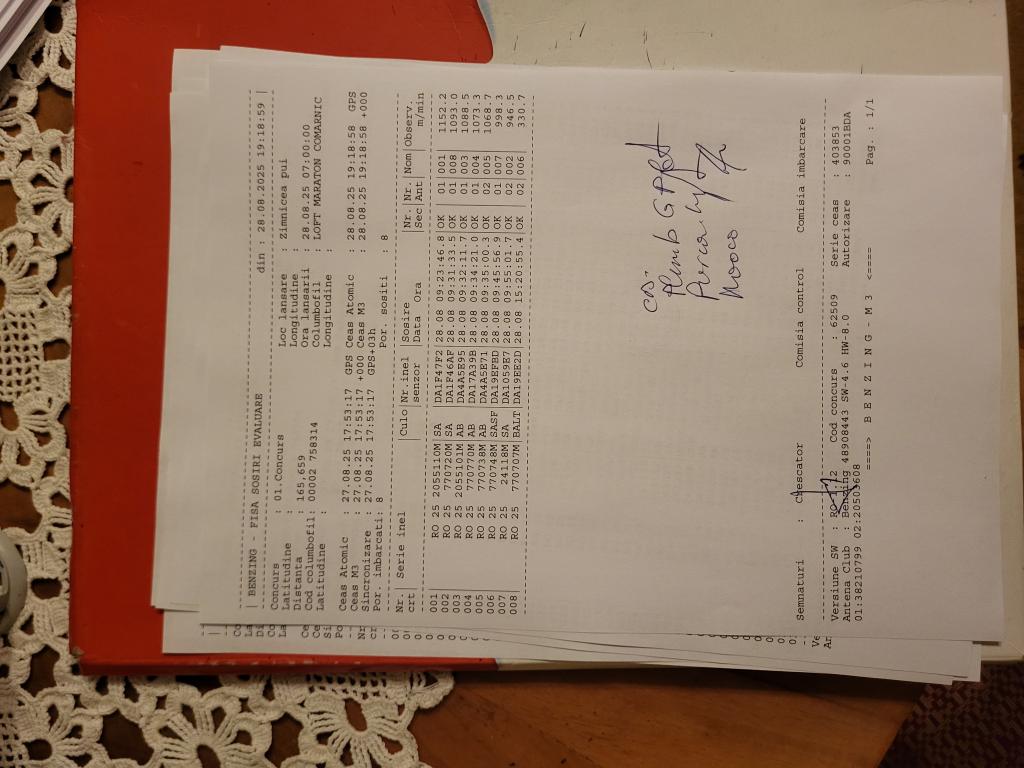 | BENZING - FISA SOSIRI EVALUARE din : 28.08.2025 19:18:59 |
Concurs : 01.Concurs Loc lansare : Zimnicea pui
Latitudine : Longitudine :
Distanta : 165,659 Ora lansarii : 28.08.25 07:00:00
Cod columbofil: 00002 758314 Columbofil : LOFT MARATON COMARNIC
Latitudine : Longitudine :
Ceas Atomic : 27.08.25 17:53:17 GPS Ceas Atomic : 28.08.25 19:18:58 GPS
Ceas M3 : 27.08.25 17:53:17 +000 Ceas M3 : 28.08.25 19:18:58 +000
Sincronizare : 27.08.25 17:53:17 GPS+03h
Por. imbarcati: 8 Por. sositi : 8
Nr.| Serie inel |Culo|Nr.inel |Sosire |Nr.|Nr.|Nom|Observ.
crt| | |senzor |Data Ora |Sec|Ant| | m/min
001 | RO 25 2055110M|SA |DA1F47F2|28.08 09:23:46.8|OK | 01|001| 1152.2
002 | RO 25 770720M|SA |DA1F46AF|28.08 09:31:33.5|OK | 01|008| 1093.0
003 | RO 25 2055101M|AB |DA4A5E95|28.08 09:32:11.7|OK | 01|003| 1088.5
004 | RO 25 770770M|AB |DA17A39B|28.08 09:34:21.0|OK | 01|004| 1073.3
005 | RO 25 770738M|AB |DA4A5E71|28.08 09:35:00.3|OK | 02|005| 1068.7
006 | RO 25 770748M|SASF|DA19EFBD|28.08 09:45:56.9|OK | 01|007| 998.3
007 | RO 25 24118M|SA |DA1059E7|28.08 09:55:01.7|OK | 02|002| 946.5
008 | RO 25 770707M|BALT|DA19EE2D|28.08 15:20:55.4|OK | 02|006| 330.7
Semnaturi : Crescator Comisia control Comisia imbarcare
Versiune SW : Cod concurs : 62509 Serie ceas : 403853
Antena Club : Benzing 48908443 SW-4.6 HW-8.0 Autorizare : 90001BDA
01:38210799 02:20503608
====> B E N Z I N G - M 3 <==== Pag. : 1/1